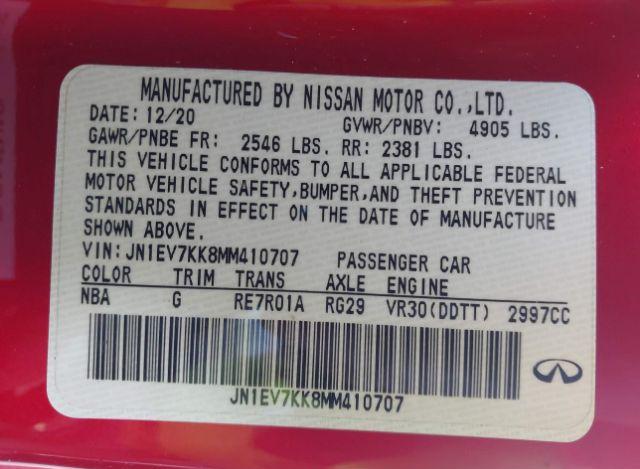 MANUFACTURED BY NISSAN MOTOR CO.,LTD.
DATE: 12/20 GVWR/PNBV: 4905 LBS.
GAWR/PNBE FR: 2546 LBS. RR: 2381 LBS.
THIS VEHICLE CONFORMS TO ALL APPLICABLE FEDERAL
MOTOR VEHICLE SAFETY,BUMPER,AND THEFT PREVENTION
STANDARDS IN EFFECT ON THE DATE OF MANUFACTURE
SHOWN ABOVE.
VIN:JN1EV7KK8MM410707 PASSENGER CAR
COLOR TRIM TRANS AXLE ENGINE
NBA G RE7R01A RG29 VR30(DDTT) 2997CC
JN1EV7KK8MM410707